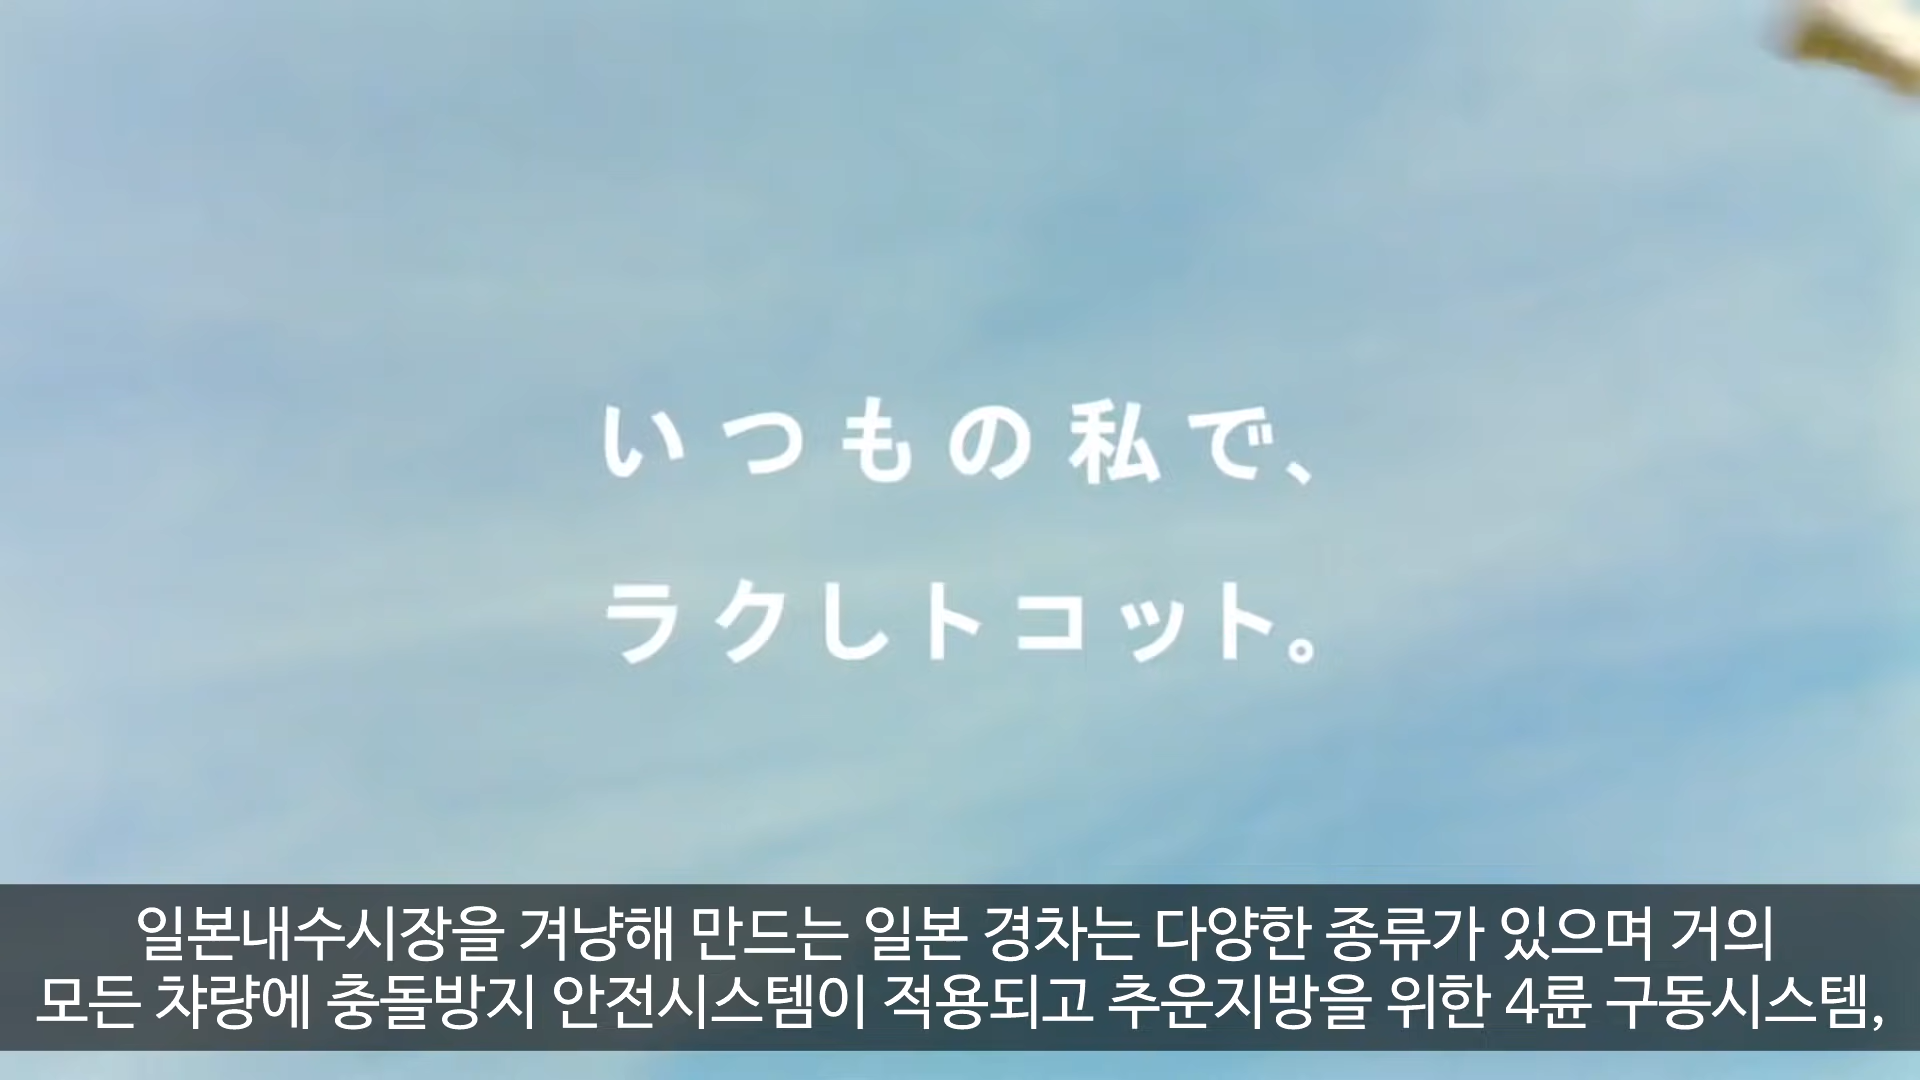 いつもの私で、
ラクしトコット。
일본내수시장을 겨냥해 만드는 일본 경차는 다양한 종류가 있으며 거의
모든 챠량에 충돌방지 안전시스템이 적용되고 추운지방을 위한 4륜 구동시스템,